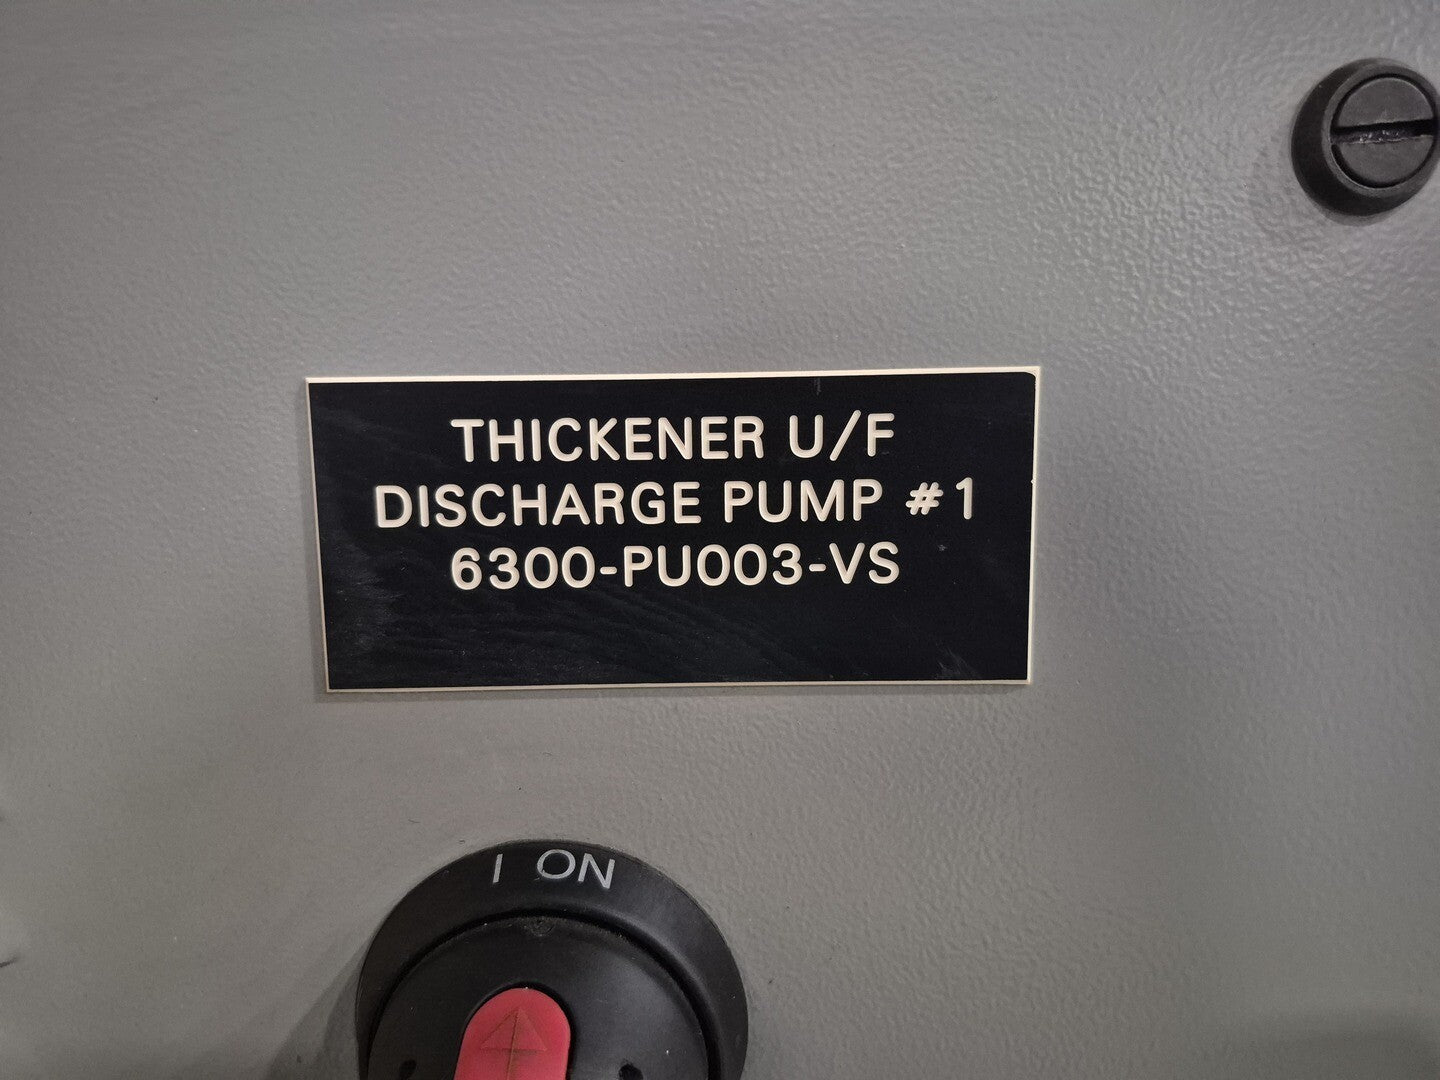 THICKENER U/F
DISCHARGE PUMP #1
6300-PU003-VS
I ON